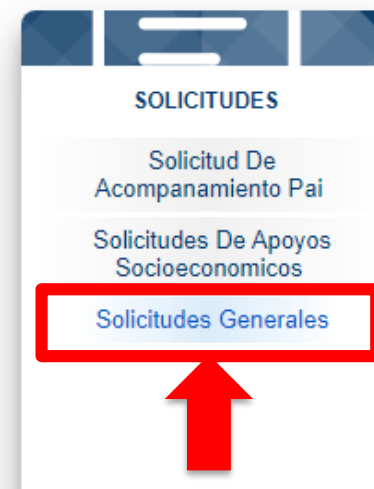 SOLICITUDES
Solicitud De
Acompanamiento Pai
Solicitudes De Apoyos
Socioeconomicos
Solicitudes Generales